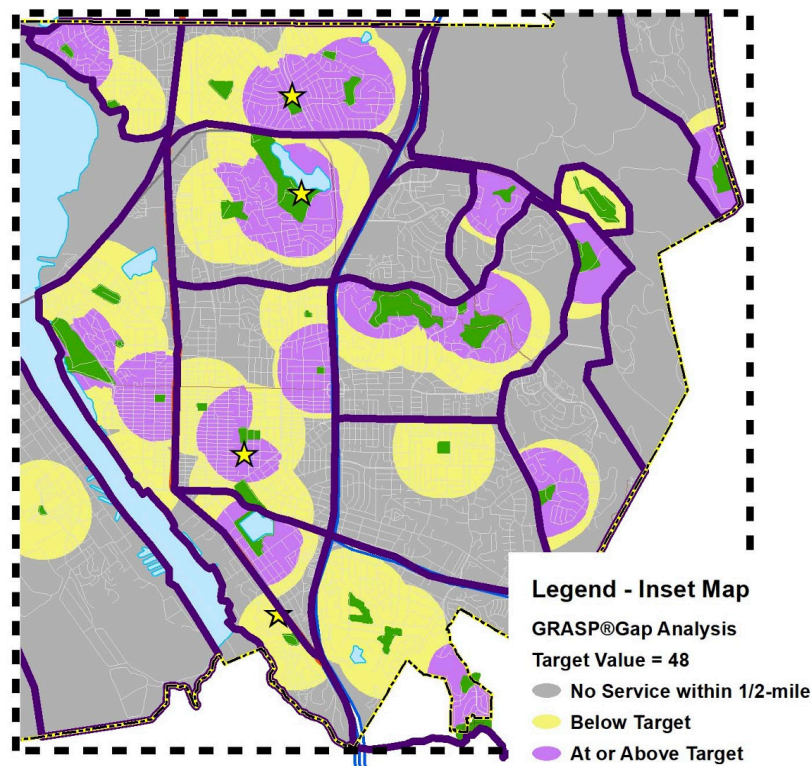 Legend - Inset Map
GRASP®Gap Analysis
Target Value = 48
No Service within 1/2-mile
Below Target
At or Above Target